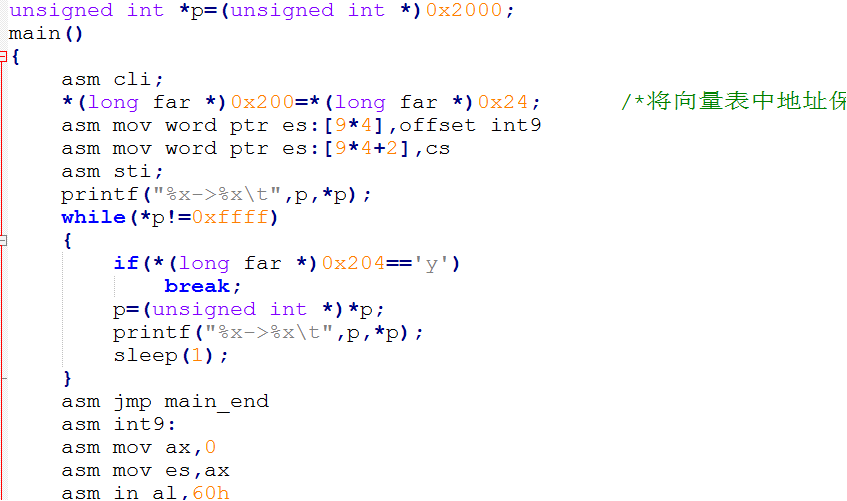 unsigned int *p=(unsigned int *)0x2000;
main()
{
asm cli;
*(long far *)0x200=*(long far *)0x24; /*将向量表中地址保
asm mov word ptr es:[9*4],offset int9
asm mov word ptr es:[9*4+2],cs
asm sti;
printf("%x->%x\t",p,*p);
while(*p!=0xffff)
{
if(*(long far *)0x204=='y')
break;
p=(unsigned int *)*p;
printf("%x->%x\t",p,*p);
sleep(1);
}
asm jmp main_end
asm int9:
asm mov ax,0
asm mov es,ax
asm in al,60h